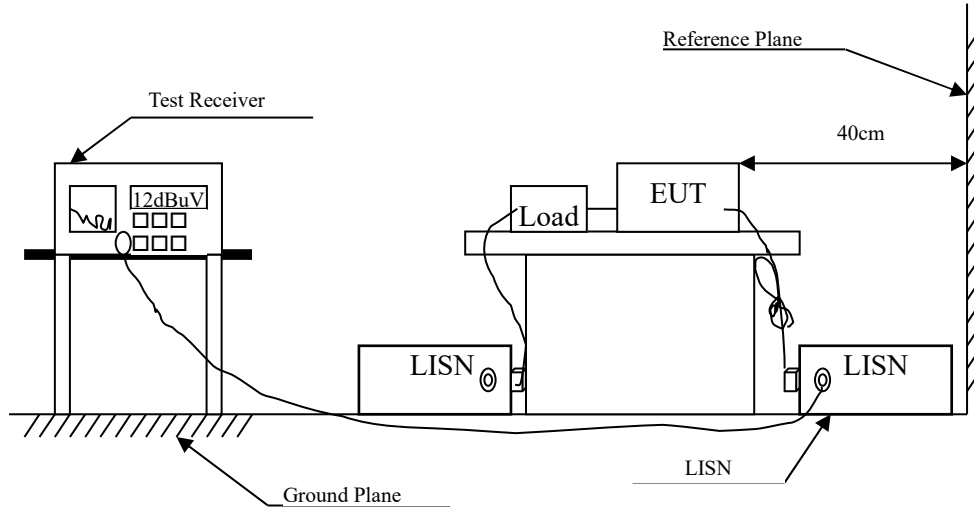 Reference Plane
Test Receiver
40cm
12dBuV
Load
EUT
LISN
LISN
LISN
Ground Plane